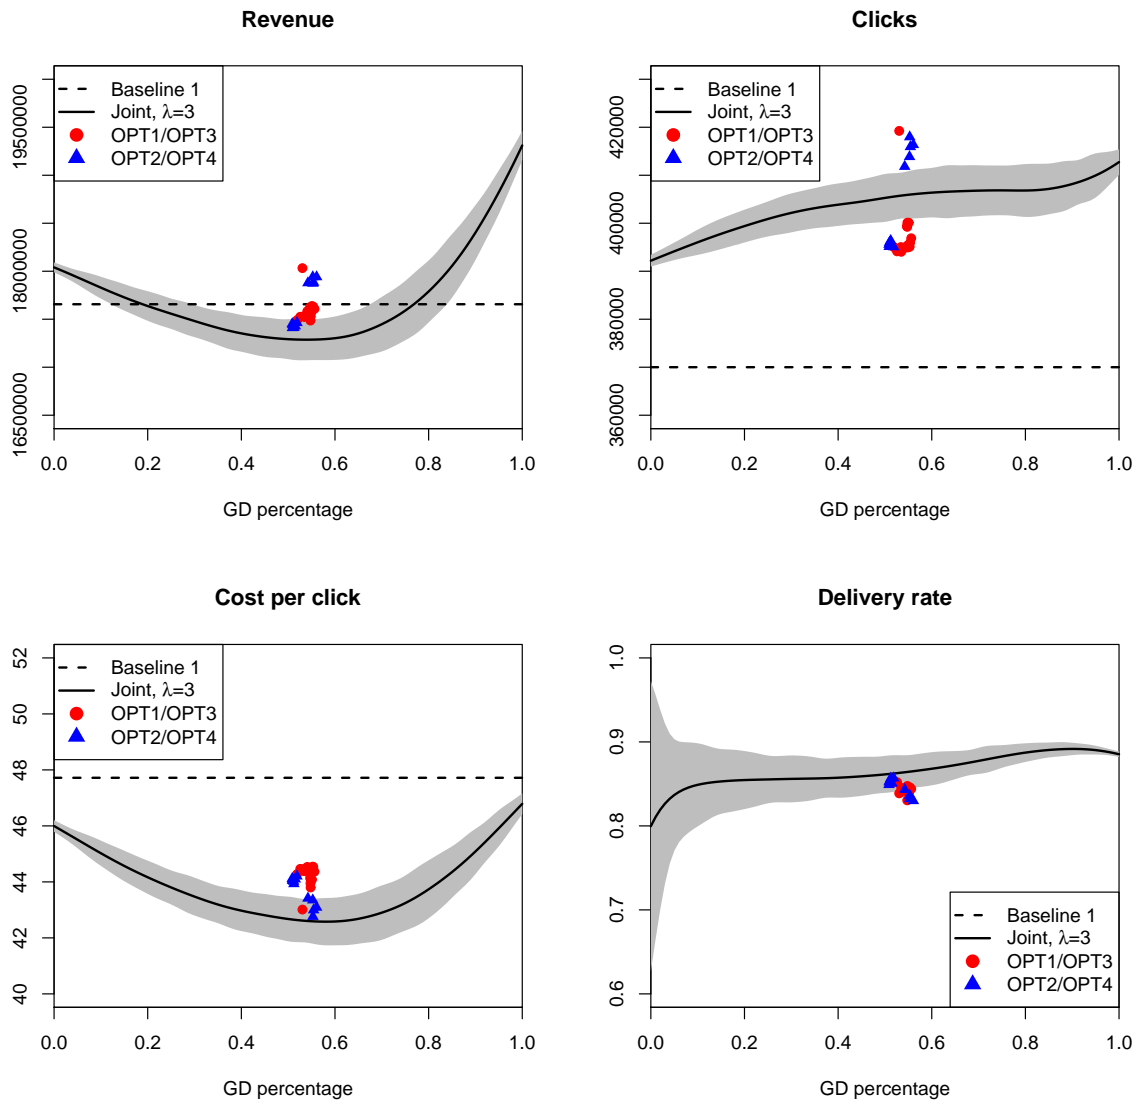 Revenue
Baseline 1
Joint, λ=3
OPT1/OPT3
OPT2/OPT4
16500000 18000000 19500000
0.0 0.2 0.4 0.6 0.8 1.0
GD percentage
Clicks
Baseline 1
Joint, λ=3
OPT1/OPT3
OPT2/OPT4
360000 380000 400000 420000
0.0 0.2 0.4 0.6 0.8 1.0
GD percentage
Cost per click
Baseline 1
Joint, λ=3
OPT1/OPT3
OPT2/OPT4
40 42 44 46 48 50 52
0.0 0.2 0.4 0.6 0.8 1.0
GD percentage
Delivery rate
Baseline 1
Joint, λ=3
OPT1/OPT3
OPT2/OPT4
0.6 0.7 0.8 0.9 1.0
0.0 0.2 0.4 0.6 0.8 1.0
GD percentage